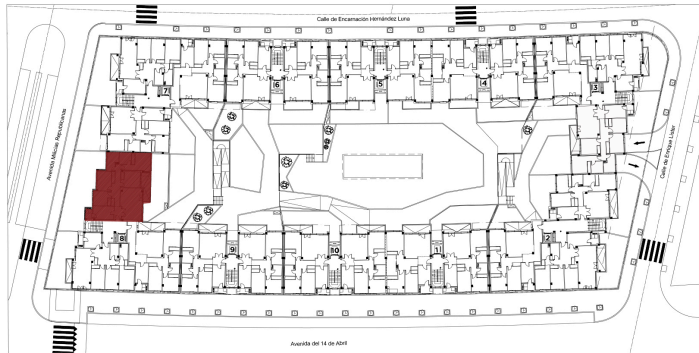 Calle de Encarnación Hernández Luna
Avenida Milicias Republicanas
Calle de Enrique Líster
7
6
5
4
3
8
9
10
1
2
Avenida del 14 de Abril